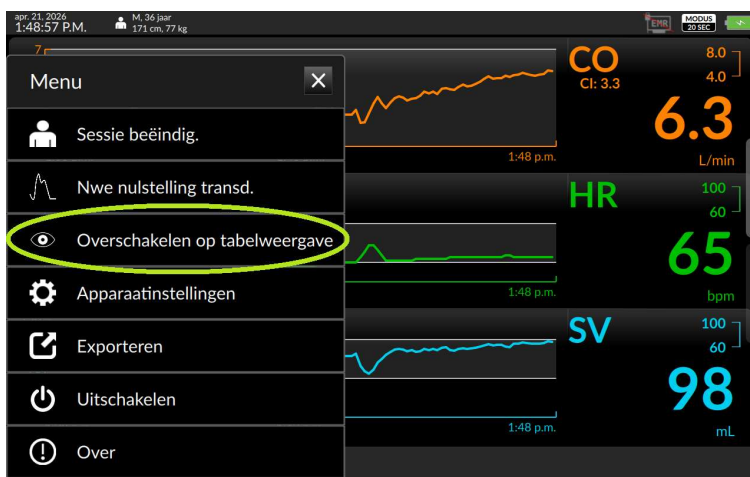 apr. 21, 2026
1:48:57 P.M.
M, 36 jaar
171 cm, 77 kg
EMR
MODUS
20 SEC
7
Menu
Sessie beëindig.
Nwe nulstelling transd.
Overschakelen op tabelweergave
Apparaatinstellingen
Exporteren
Uitschakelen
Over
1:48 p.m.
CO
CI: 3.3
8.0
4.0
6.3
L/min
1:48 p.m.
HR
100
60
65
bpm
1:48 p.m.
SV
100
60
98
mL